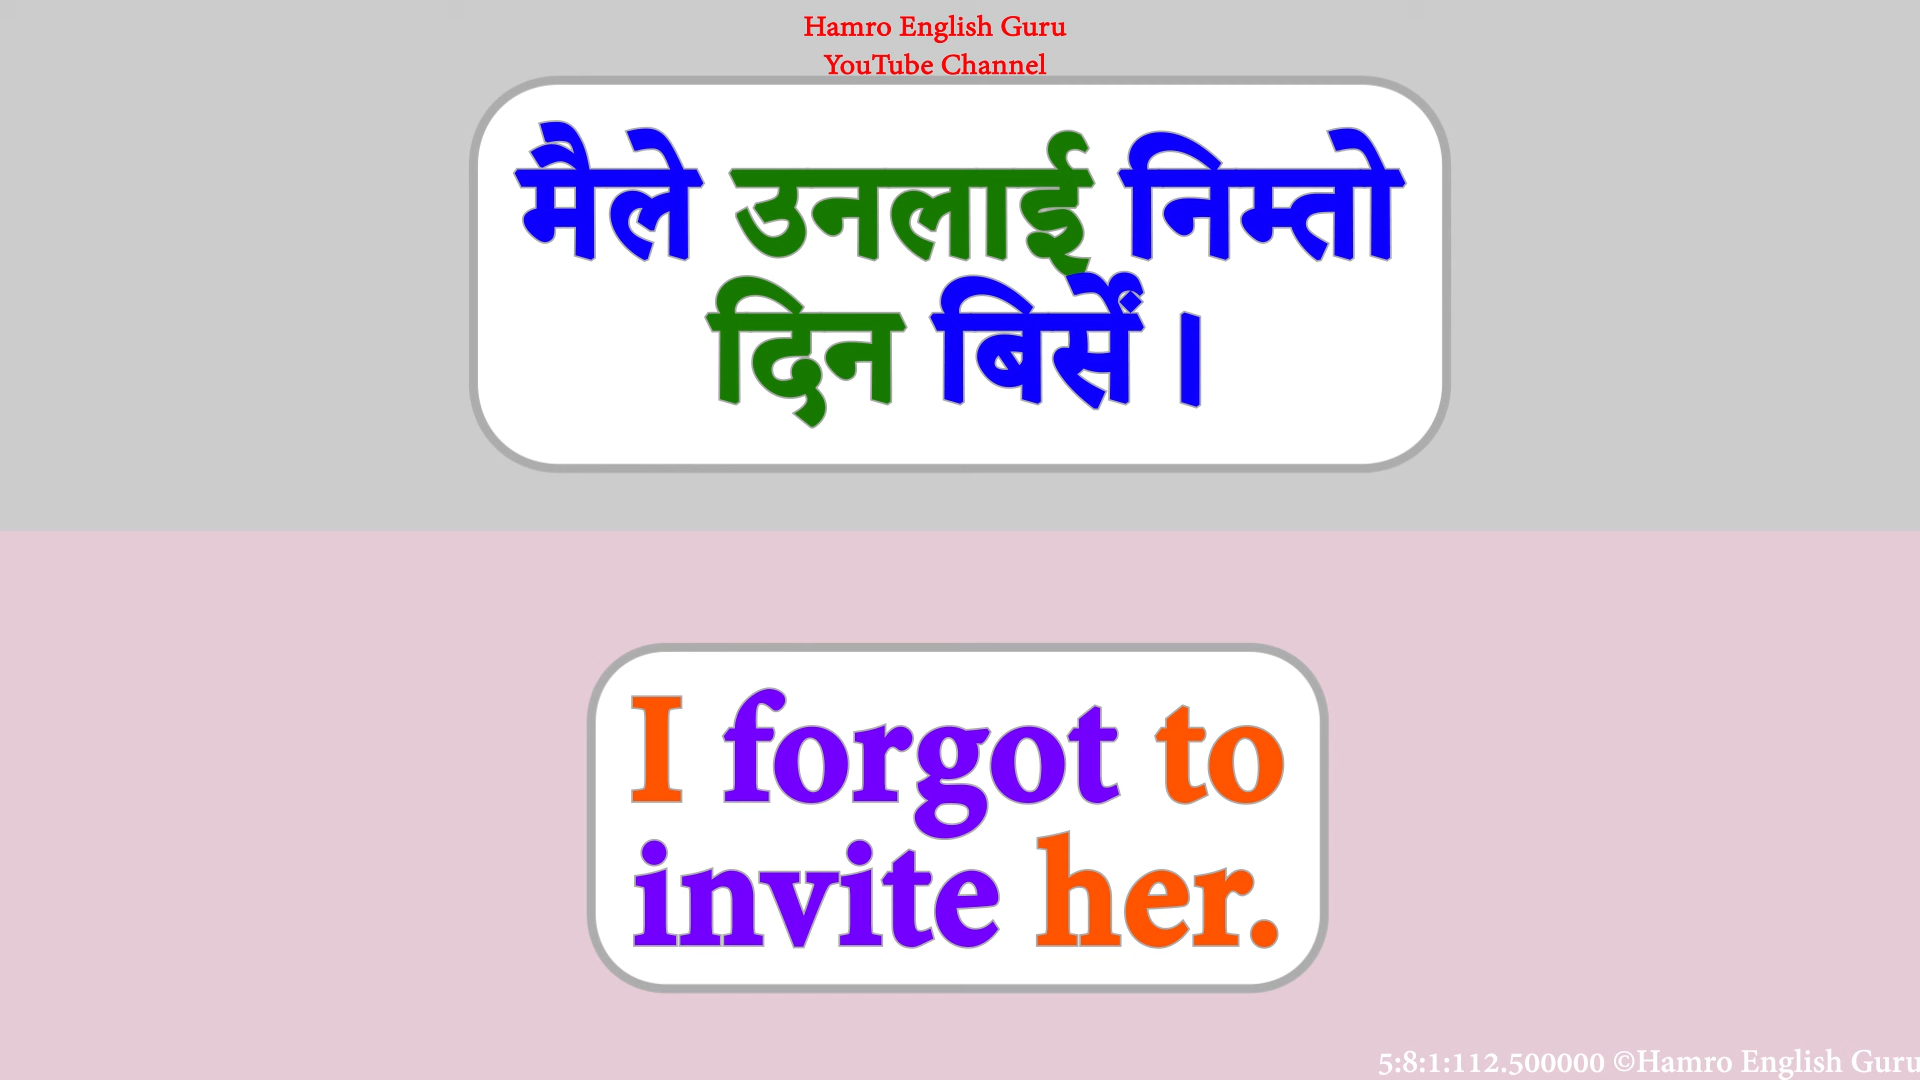 Hamro English Guru
YouTube Channel
मैले उनलाई निम्तो
दिन बिर्सें ।
I forgot to
invite her.
5:8:1:112.500000 ©Hamro English Guru